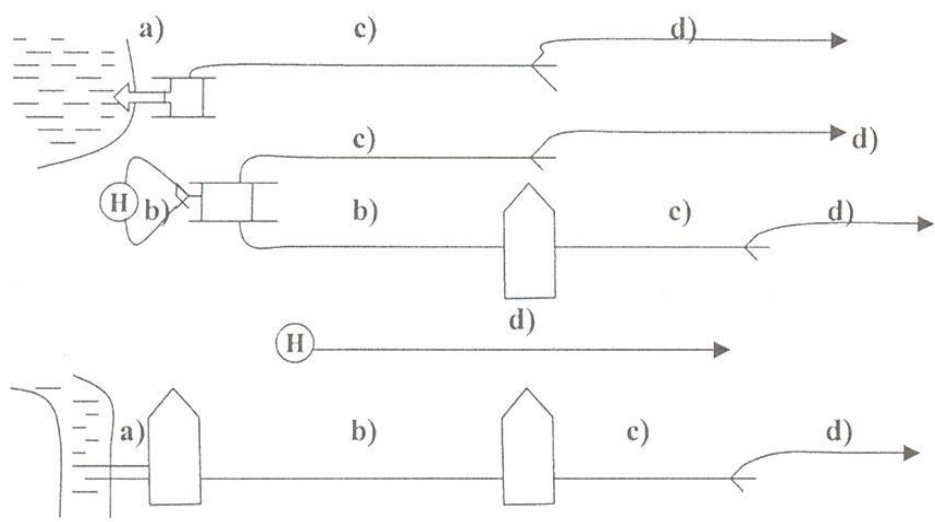 a) c) d)
c) d)
H b) b) c) d)
d)
H
a) b) c) d)